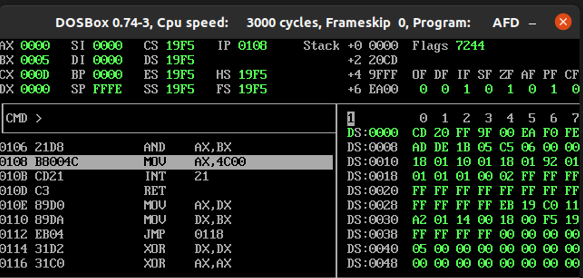 DOSBox 0.74-3, Cpu speed: 3000 cycles, Frameskip 0, Program: AFD –
AX 0000 SI 0000 CS 19F5 IP 0108 Stack +0 0000 Flags 7244
BX 0005 DI 0000 DS 19F5 +2 20CD
CX 000D BP 0000 ES 19F5 HS 19F5 +4 9FFF OF DF IF SF ZF AF PF CF
DX 0000 SP FFFE SS 19F5 FS 19F5 +6 EA00 0 0 1 0 1 0 1 0
CMD > 1 0 1 2 3 4 5 6 7
DS:0000 CD 20 FF 9F 00 EA F0 FE
0106 21D8 AND AX,BX DS:0008 AD DE 1B 05 C5 06 00 00
0108 B8004C MOV AX,4C00 DS:0010 18 01 10 01 18 01 92 01
010B CD21 INT 21 DS:0018 01 01 01 00 02 FF FF FF
010D C3 RET DS:0020 FF FF FF FF FF FF FF FF
010E 89D0 MOV AX,DX DS:0028 FF FF FF FF EB 19 C0 11
0110 89DA MOV DX,BX DS:0030 A2 01 14 00 18 00 F5 19
0112 EB04 JMP 0118 DS:0038 FF FF FF FF 00 00 00 00
0114 31D2 XOR DX,DX DS:0040 05 00 00 00 00 00 00 00
0116 31C0 XOR AX,AX DS:0048 00 00 00 00 00 00 00 00